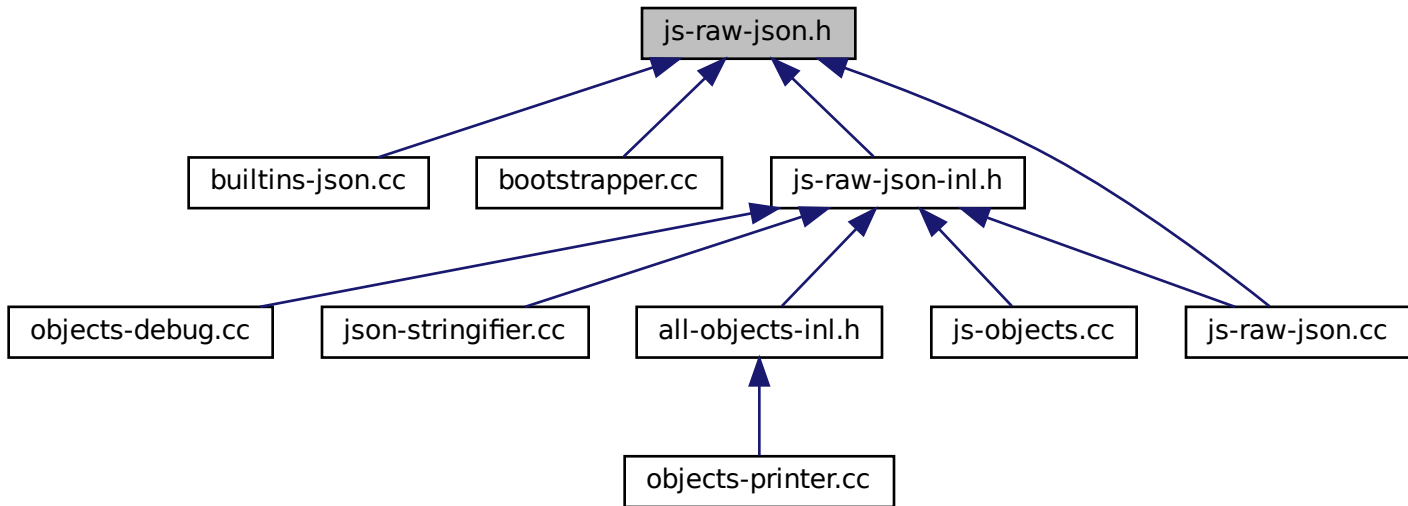 js-raw-json.h
builtins-json.cc
bootstrapper.cc
js-raw-json-inl.h
objects-debug.cc
json-stringifier.cc
all-objects-inl.h
js-objects.cc
js-raw-json.cc
objects-printer.cc